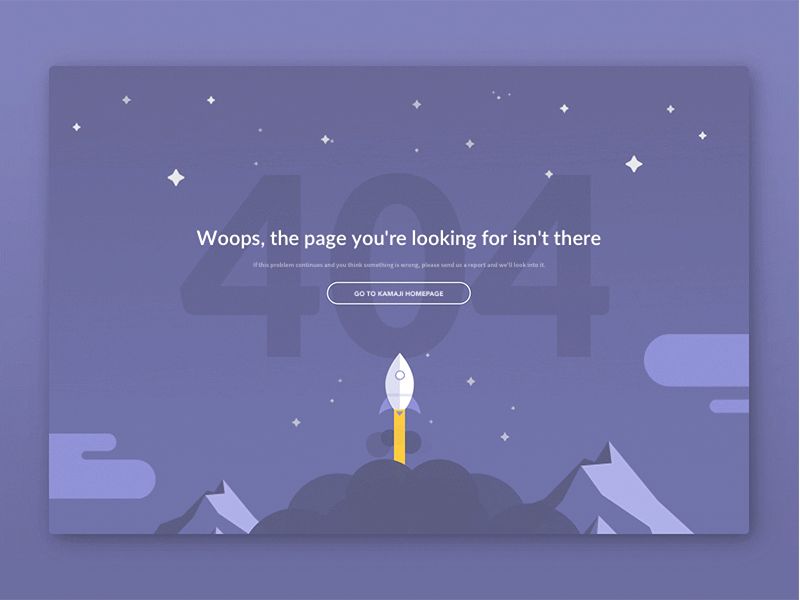 404
Woops, the page you're looking for isn't there
If this problem continues and you think something is wrong, please send us a report and we'll look into it.
GO TO KAMAJI HOMEPAGE